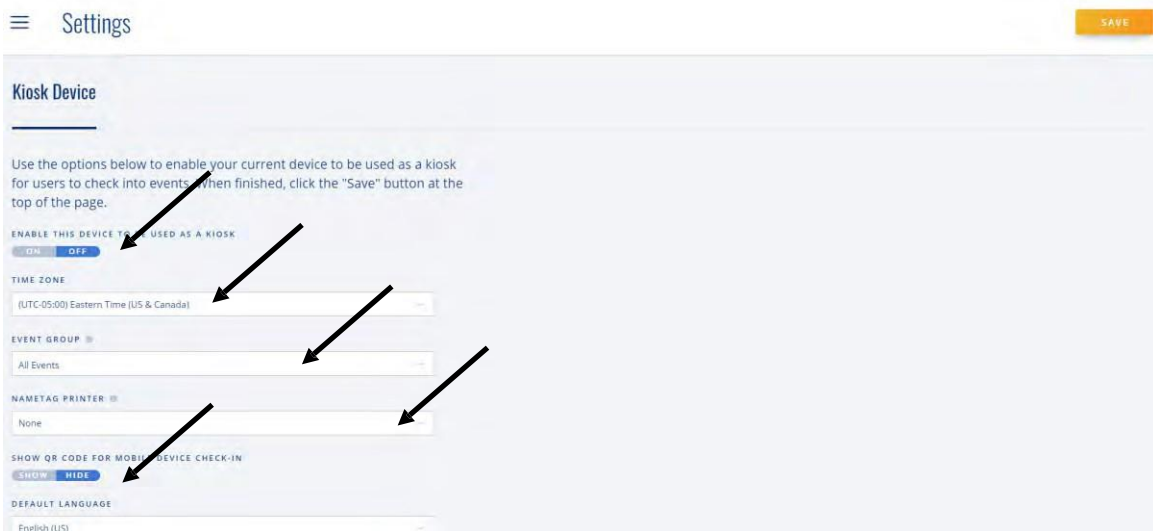 Settings
SAVE
Kiosk Device
Use the options below to enable your current device to be used as a kiosk
for users to check into events. When finished, click the "Save" button at the
top of the page.
ENABLE THIS DEVICE TO BE USED AS A KIOSK
ON OFF
TIME ZONE
(UTC-05:00) Eastern Time (US & Canada)
EVENT GROUP
All Events
NAMETAG PRINTER
None
SHOW QR CODE FOR MOBILE DEVICE CHECK-IN
SHOW HIDE
DEFAULT LANGUAGE
English (US)